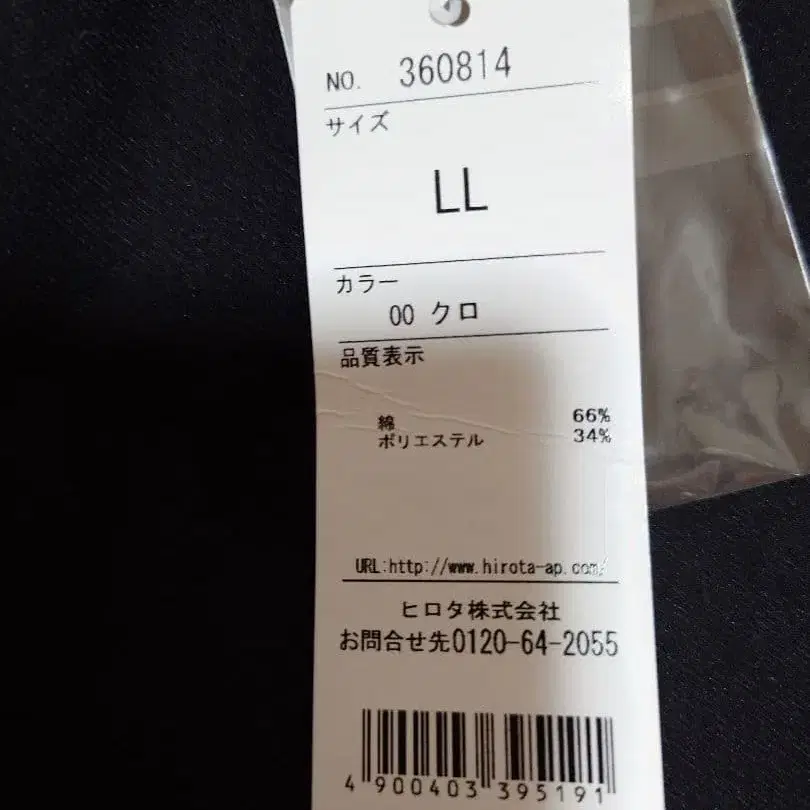 NO. 360814
サイズ
LL
カラー
00 クロ
品質表示
綿 66%
ポリエステル 34%
URL:http://www.hirota-ap.com/
ヒロタ株式会社
お問合せ先0120-64-2055
4 900403 395191